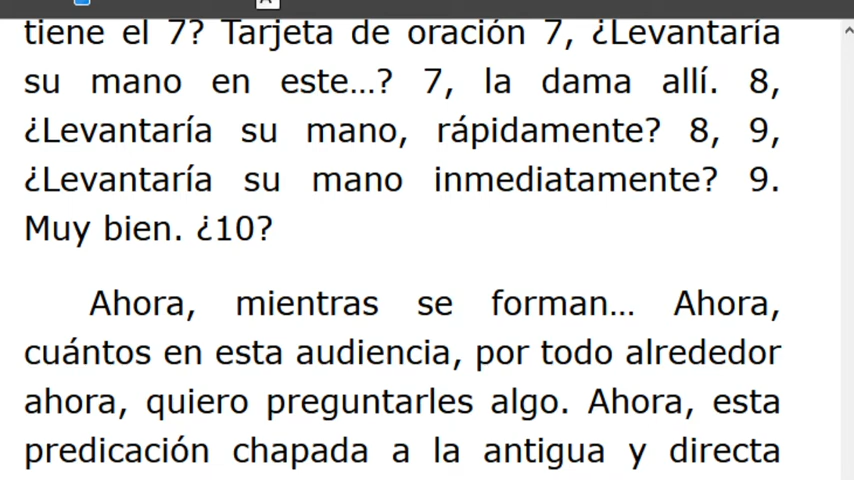 tiene el 7? Tarjeta de oración 7, ¿Levantaría
su mano en este...? 7, la dama allí. 8,
¿Levantaría su mano, rápidamente? 8, 9,
¿Levantaría su mano inmediatamente? 9.
Muy bien. ¿10?
Ahora, mientras se forman... Ahora,
cuántos en esta audiencia, por todo alrededor
ahora, quiero preguntarles algo. Ahora, esta
predicación chapada a la antigua y directa